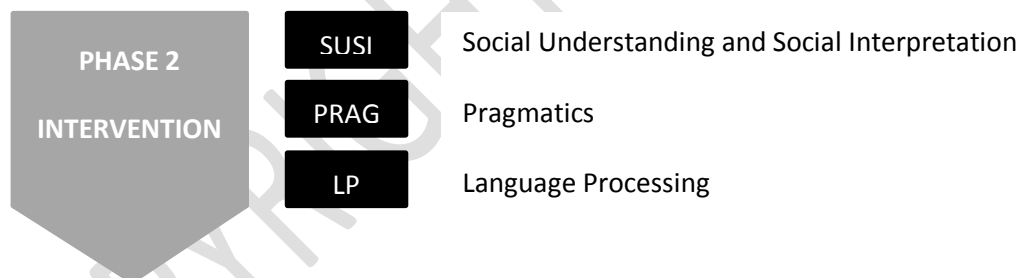 PHASE 2
INTERVENTION
SUSI Social Understanding and Social Interpretation
PRAG Pragmatics
LP Language Processing